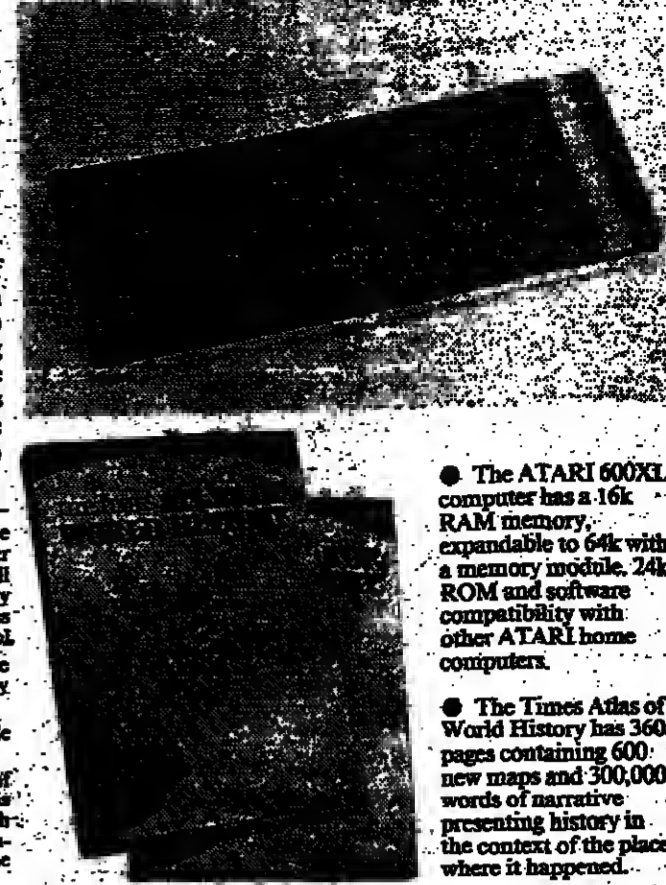 ● The ATARI 600XL
computer has a 16k
RAM memory,
expandable to 64k with
a memory module. 24k
ROM and software
compatibility with
other ATARI home
computers.
● The Times Atlas of
World History has 360
pages containing 600
new maps and 300,000
words of narrative
presenting history in
the context of the place
where it happened.